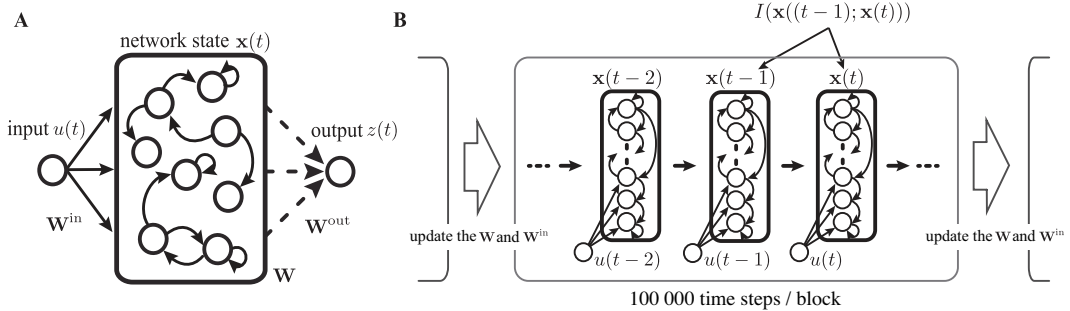 A
network state x(t)
input u(t)
output z(t)
W^in
W^out
W
B
I(x((t − 1); x(t)))
x(t − 2)
x(t − 1)
x(t)
update the W and W^in
u(t − 2)
u(t − 1)
u(t)
update the W and W^in
100 000 time steps / block